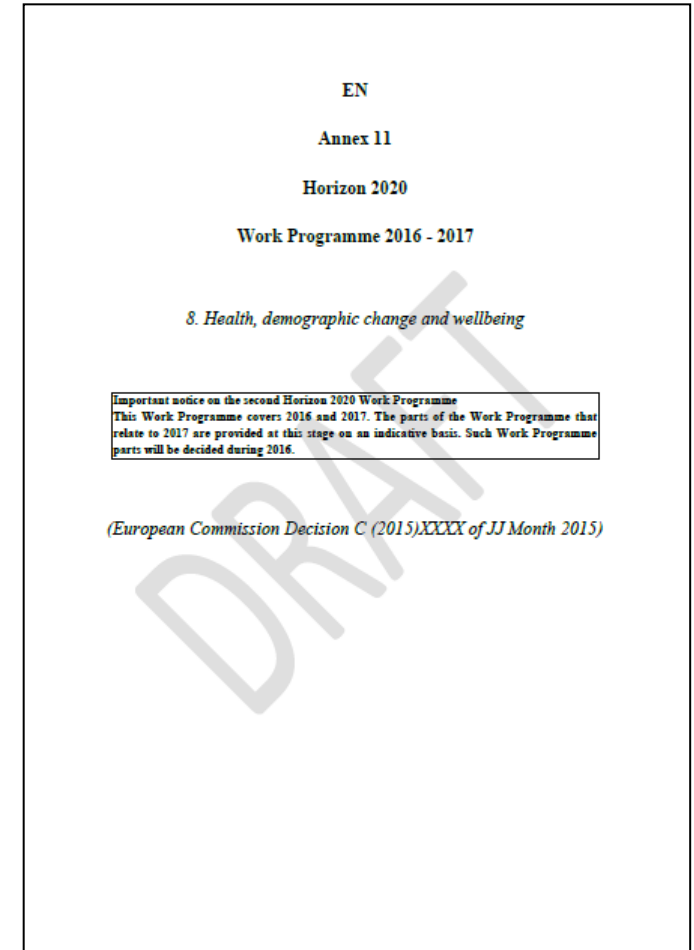 EN
Annex 11
Horizon 2020
Work Programme 2016 - 2017
8. Health, demographic change and wellbeing
Important notice on the second Horizon 2020 Work Programme
This Work Programme covers 2016 and 2017. The parts of the Work Programme that
relate to 2017 are provided at this stage on an indicative basis. Such Work Programme
parts will be decided during 2016.
(European Commission Decision C (2015)XXXX of JJ Month 2015)
DRAFT